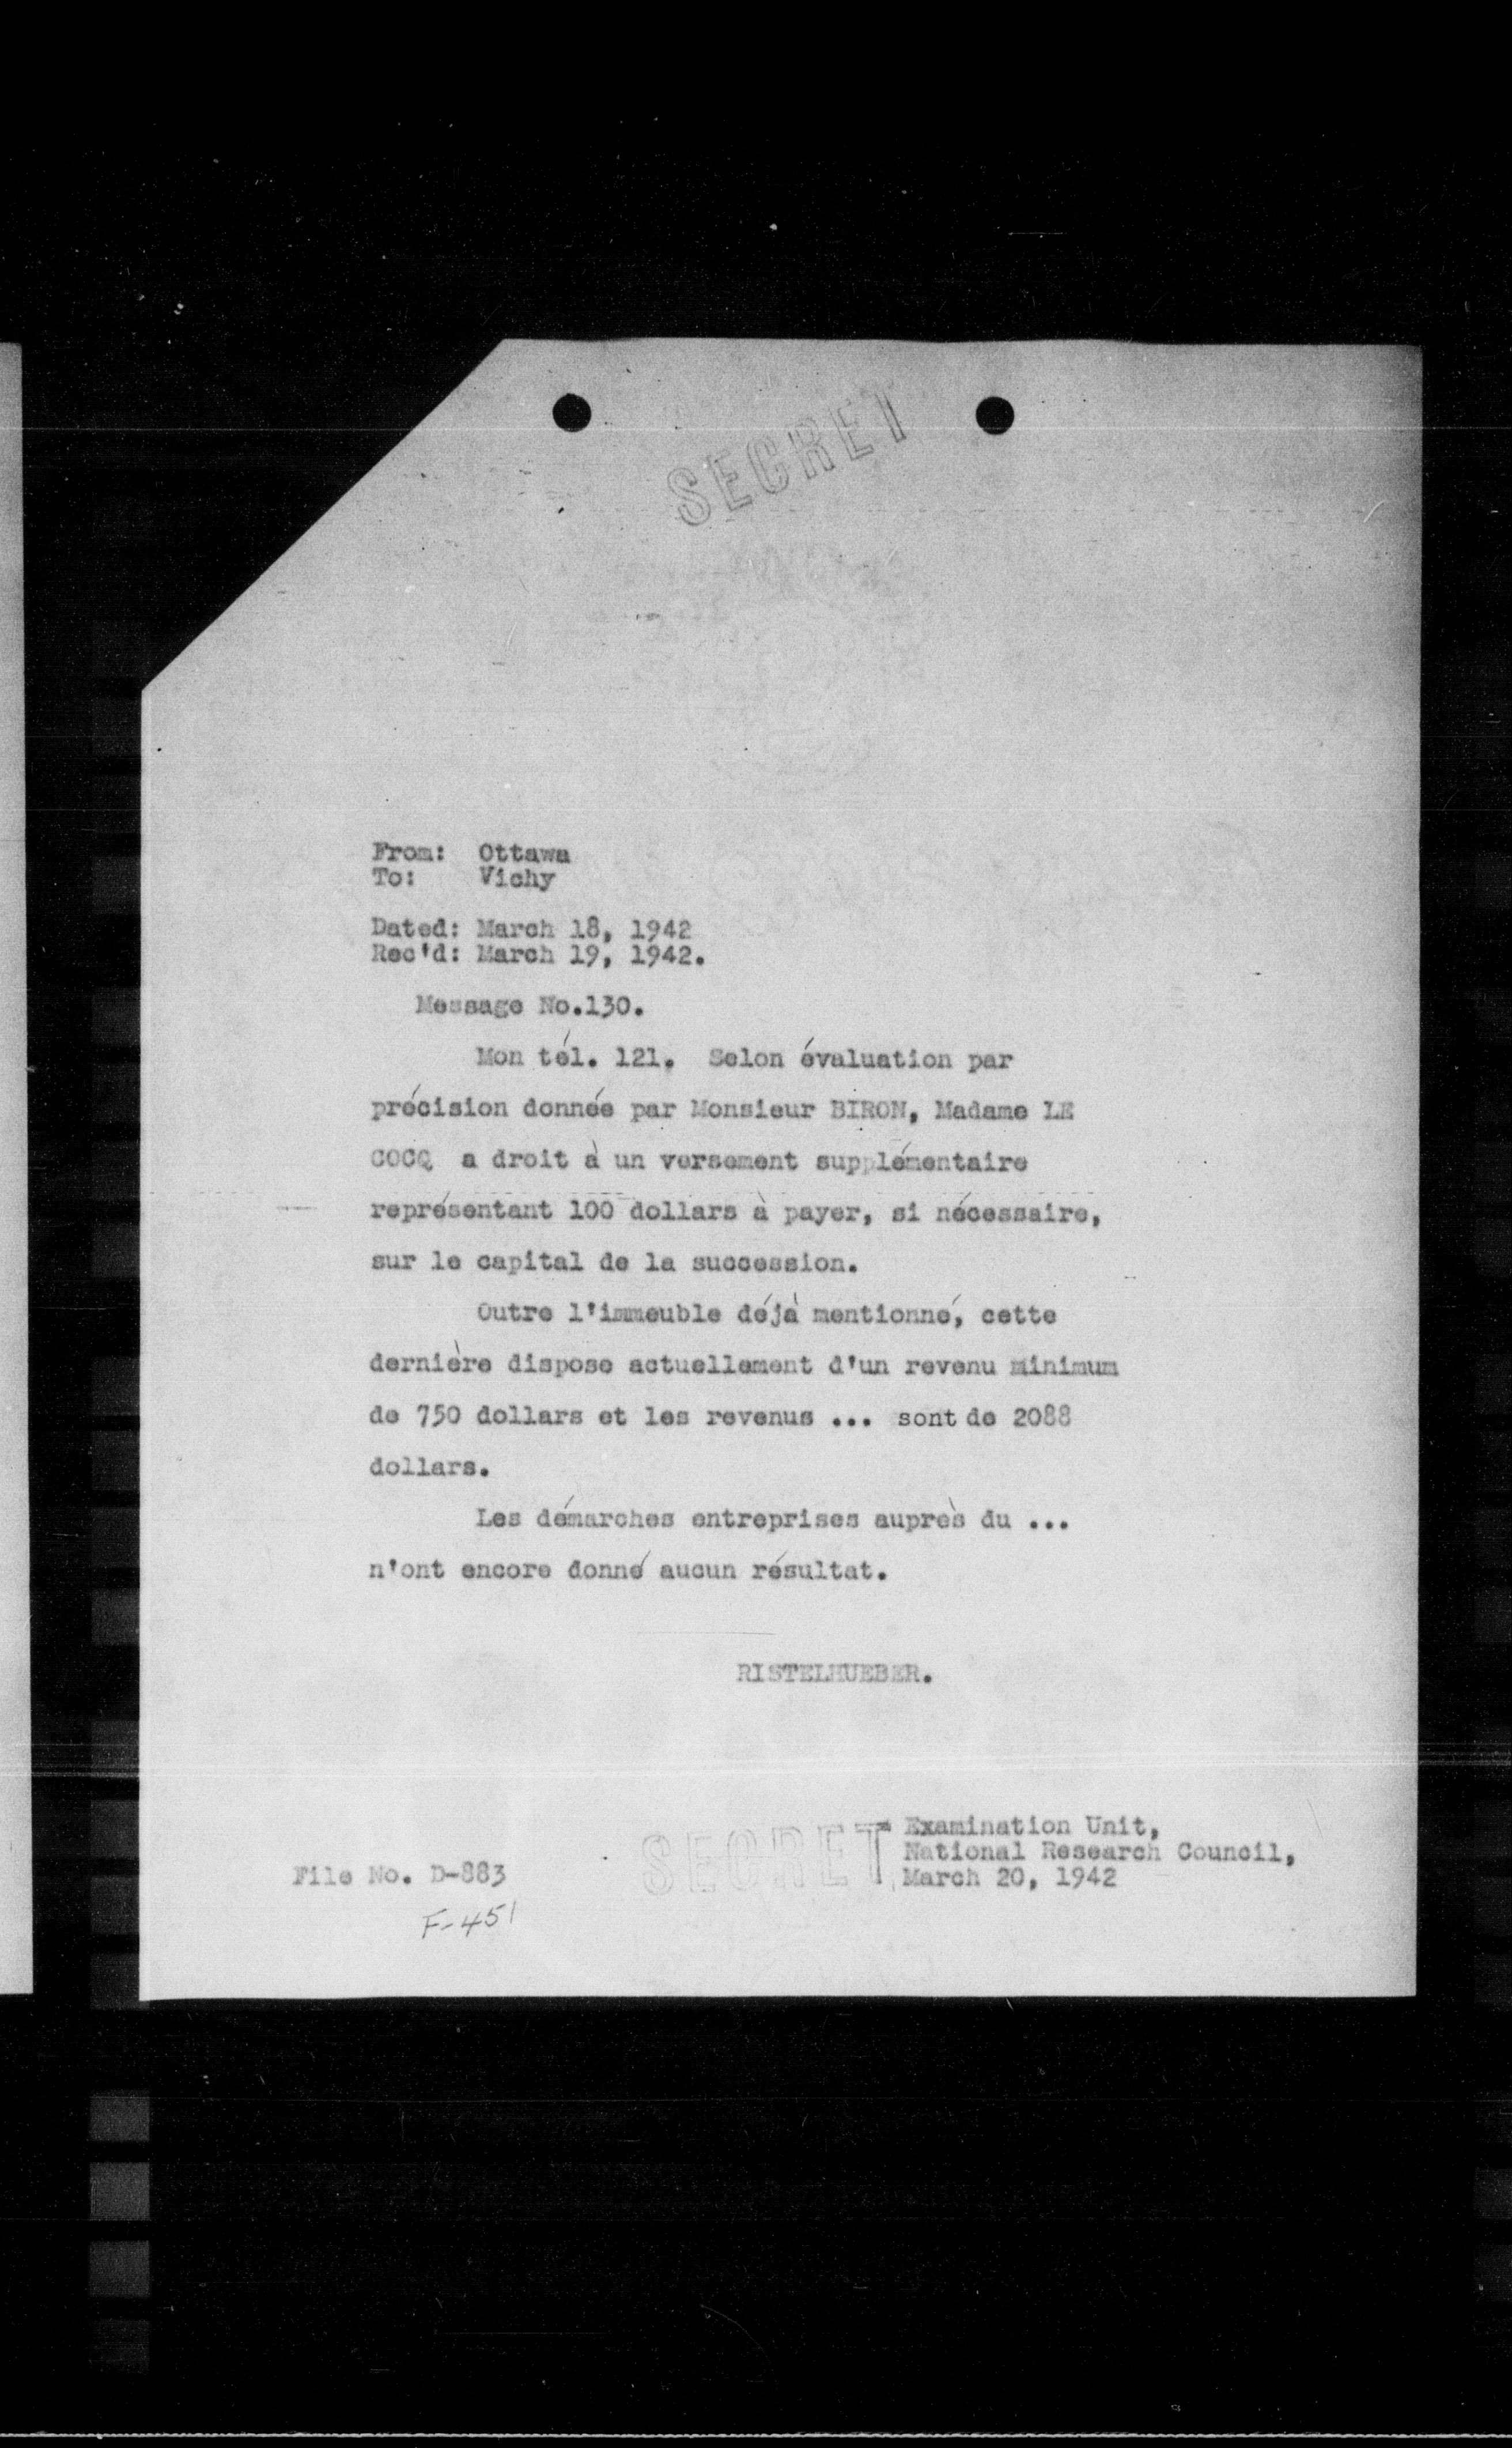 SECRET
From: Ottawa
To: Vichy
Dated: March 18, 1942
Rec'd: March 19, 1942.
Message No.130.
Mon tél. 121. Selon évaluation par
précision donnée par Monsieur BIRON, Madame LE
COCQ a droit à un versement supplémentaire
représentant 100 dollars à payer, si nécessaire,
sur le capital de la succession.
Outre l'immeuble déjà mentionné, cette
dernière dispose actuellement d'un revenu minimum
de 750 dollars et les revenus ... sont de 2088
dollars.
Les démarches entreprises auprès du ...
n'ont encore donné aucun résultat.
RISTELHUEBER.
SECRET
Examination Unit,
National Research Council,
March 20, 1942
File No. D-883
F-451